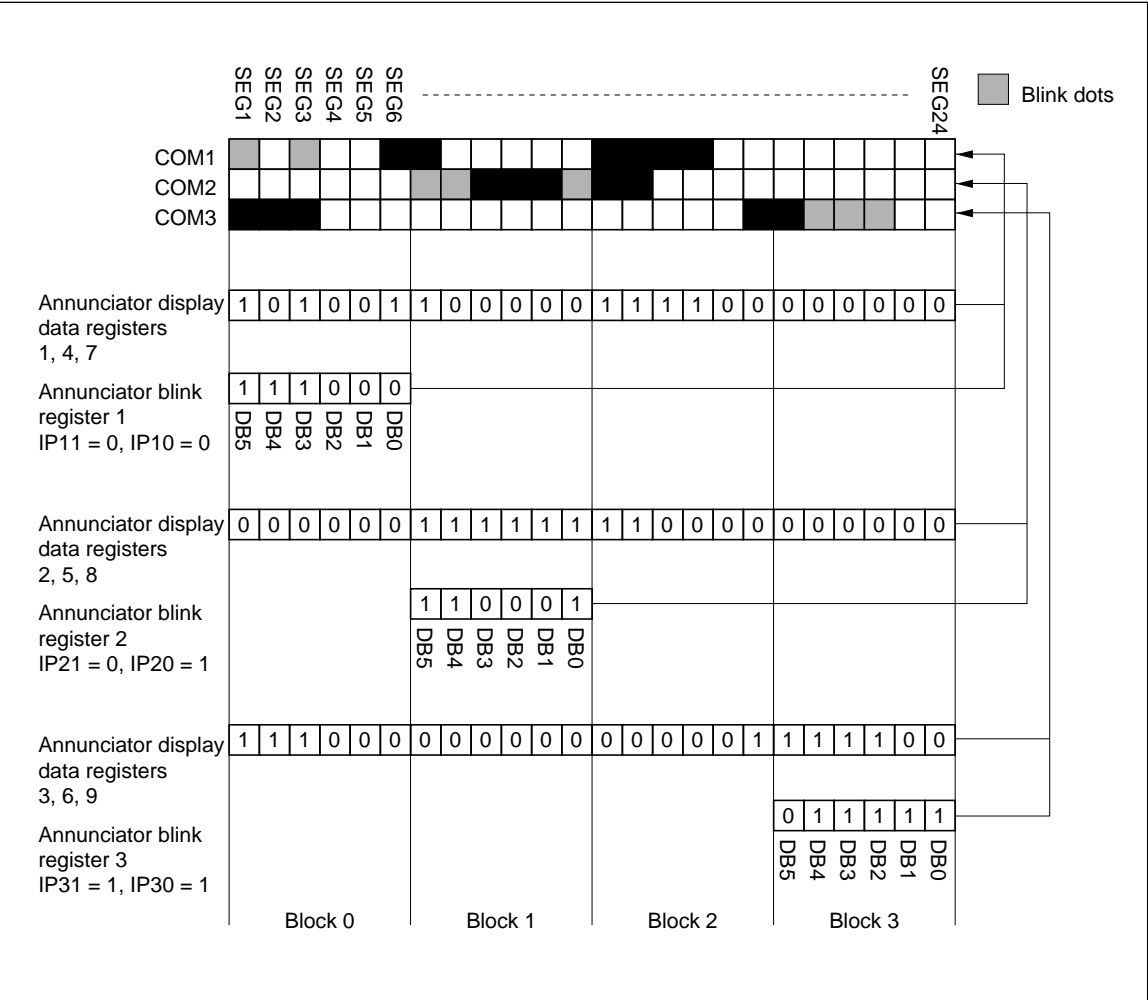 SEG1 SEG2 SEG3 SEG4 SEG5 SEG6 SEG24
Blink dots
COM1
COM2
COM3
Annunciator display 1 0 1 0 0 1 1 0 0 0 0 0 1 1 1 1 0 0 0 0 0 0 0 0
data registers
1, 4, 7
Annunciator blink 1 1 1 0 0 0
register 1
IP11 = 0, IP10 = 0
DB5 DB4 DB3 DB2 DB1 DB0
Annunciator display 0 0 0 0 0 0 1 1 1 1 1 1 1 1 0 0 0 0 0 0 0 0 0 0
data registers
2, 5, 8
Annunciator blink 1 1 0 0 0 1
register 2
IP21 = 0, IP20 = 1
DB5 DB4 DB3 DB2 DB1 DB0
Annunciator display 1 1 1 0 0 0 0 0 0 0 0 0 0 0 0 0 0 1 1 1 1 1 0 0
data registers
3, 6, 9
Annunciator blink 0 1 1 1 1 1
register 3
IP31 = 1, IP30 = 1
DB5 DB4 DB3 DB2 DB1 DB0
Block 0 Block 1 Block 2 Block 3